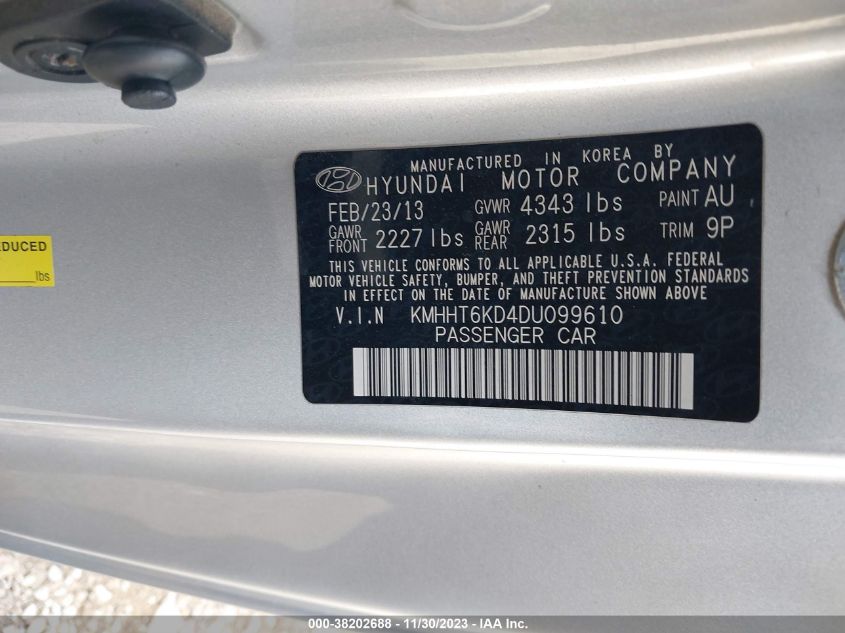 MANUFACTURED IN KOREA BY
HYUNDAI MOTOR COMPANY
FEB/23/13 GVWR 4343 lbs PAINT AU
GAWR FRONT 2227 lbs GAWR REAR 2315 lbs TRIM 9P
THIS VEHICLE CONFORMS TO ALL APPLICABLE U.S.A. FEDERAL
MOTOR VEHICLE SAFETY, BUMPER, AND THEFT PREVENTION STANDARDS
IN EFFECT ON THE DATE OF MANUFACTURE SHOWN ABOVE
V.I.N KMHHT6KD4DU099610
PASSENGER CAR
EDUCED
lbs
000-38202688 - 11/30/2023 - IAA Inc.